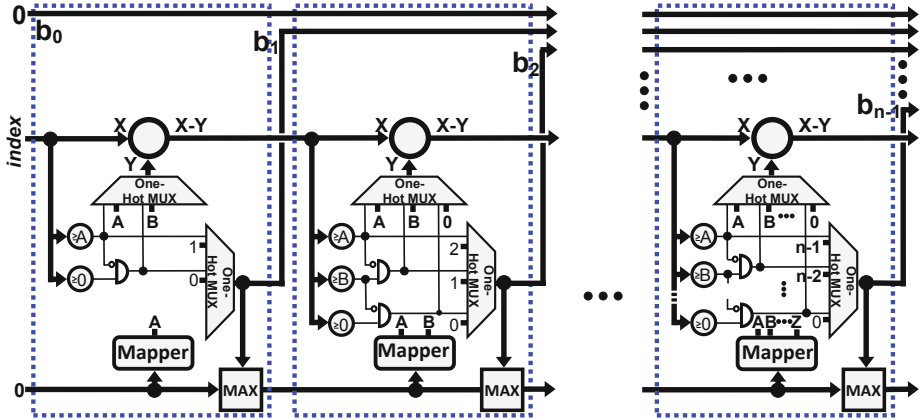 0
b0
b1
b2
bn-1
index
X
X-Y
Y
One-
Hot MUX
A
B
≥A
≥0
1
0
One-
Hot MUX
A
Mapper
0
MAX
X
X-Y
Y
One-
Hot MUX
A
B
0
≥A
≥B
≥0
2
1
0
One-
Hot MUX
A
B
Mapper
MAX
...
X
X-Y
Y
One-
Hot MUX
A
B
...
0
≥A
≥B
≥0
n-1
n-2
0
One-
Hot MUX
AB...Z
Mapper
MAX